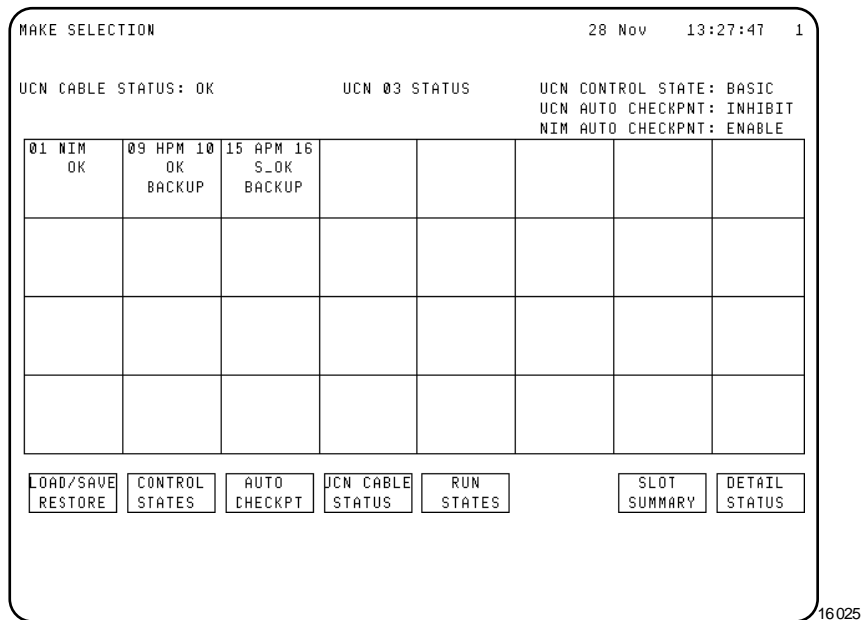 MAKE SELECTION 28 Nov 13:27:47 1
UCN CABLE STATUS: OK UCN 03 STATUS UCN CONTROL STATE: BASIC
UCN AUTO CHECKPNT: INHIBIT
NIM AUTO CHECKPNT: ENABLE
01 NIM 09 HPM 10 15 APM 16
OK OK S_OK
BACKUP BACKUP
LOAD/SAVE CONTROL AUTO UCN CABLE RUN SLOT DETAIL
RESTORE STATES CHECKPT STATUS STATES SUMMARY STATUS
16025